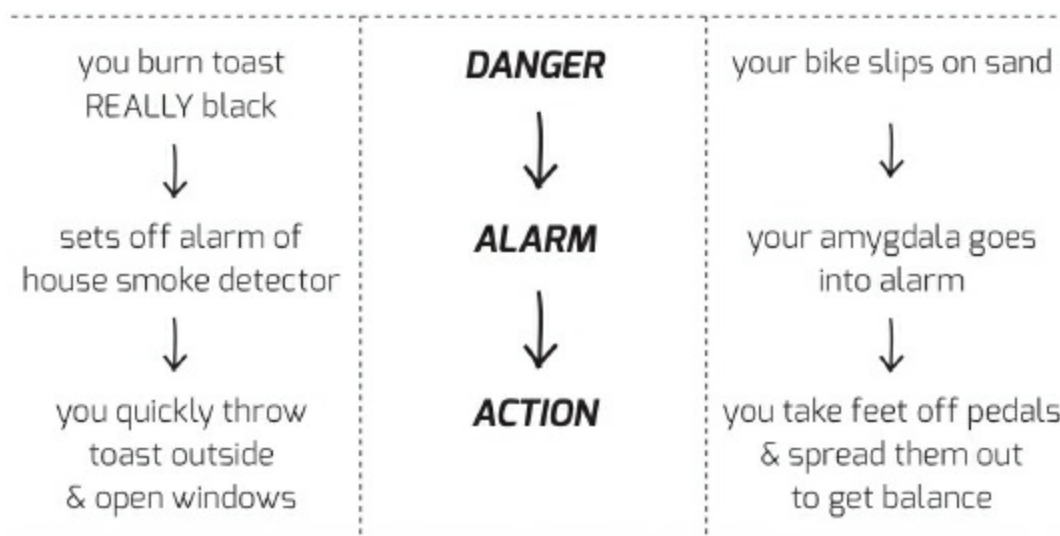 you burn toast
REALLY black
sets off alarm of
house smoke detector
you quickly throw
toast outside
& open windows
DANGER
ALARM
ACTION
your bike slips on sand
your amygdala goes
into alarm
you take feet off pedals
& spread them out
to get balance